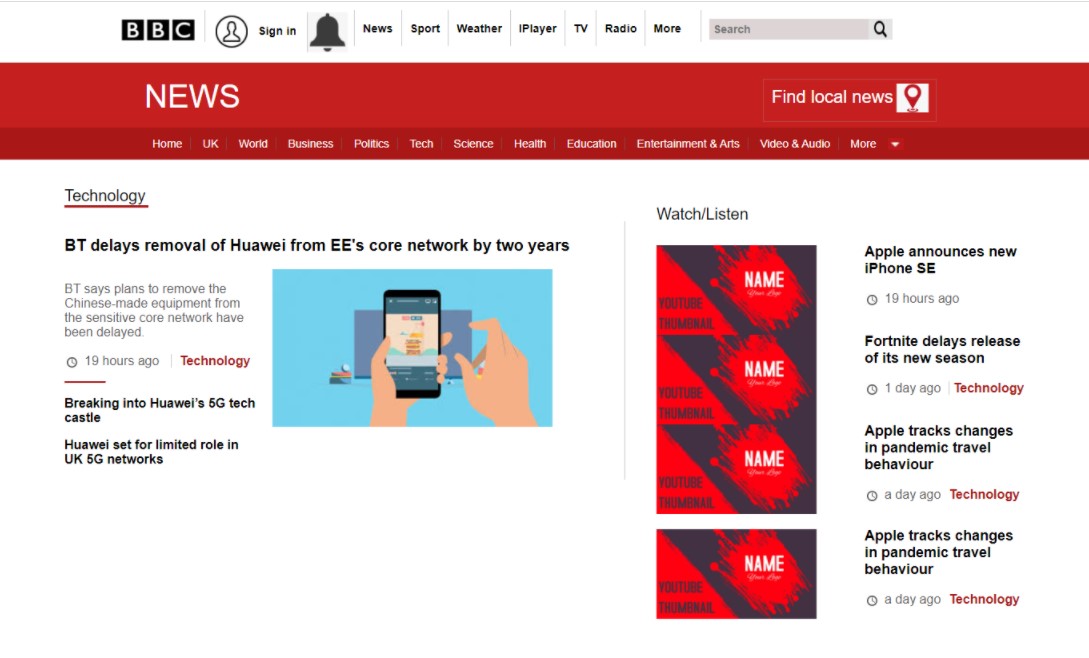 BBC Sign in News Sport Weather iPlayer TV Radio More Search
NEWS
Find local news
Home UK World Business Politics Tech Science Health Education Entertainment & Arts Video & Audio More
Technology
BT delays removal of Huawei from EE's core network by two years
BT says plans to remove the
Chinese-made equipment from
the sensitive core network have
been delayed.
19 hours ago Technology
Breaking into Huawei's 5G tech
castle
Huawei set for limited role in
UK 5G networks
Watch/Listen
NAME
Your Logo
YOUTUBE
THUMBNAIL
Apple announces new
iPhone SE
19 hours ago
NAME
Your Logo
YOUTUBE
THUMBNAIL
Fortnite delays release
of its new season
1 day ago Technology
NAME
Your Logo
YOUTUBE
THUMBNAIL
Apple tracks changes
in pandemic travel
behaviour
a day ago Technology
NAME
Your Logo
YOUTUBE
THUMBNAIL
Apple tracks changes
in pandemic travel
behaviour
a day ago Technology